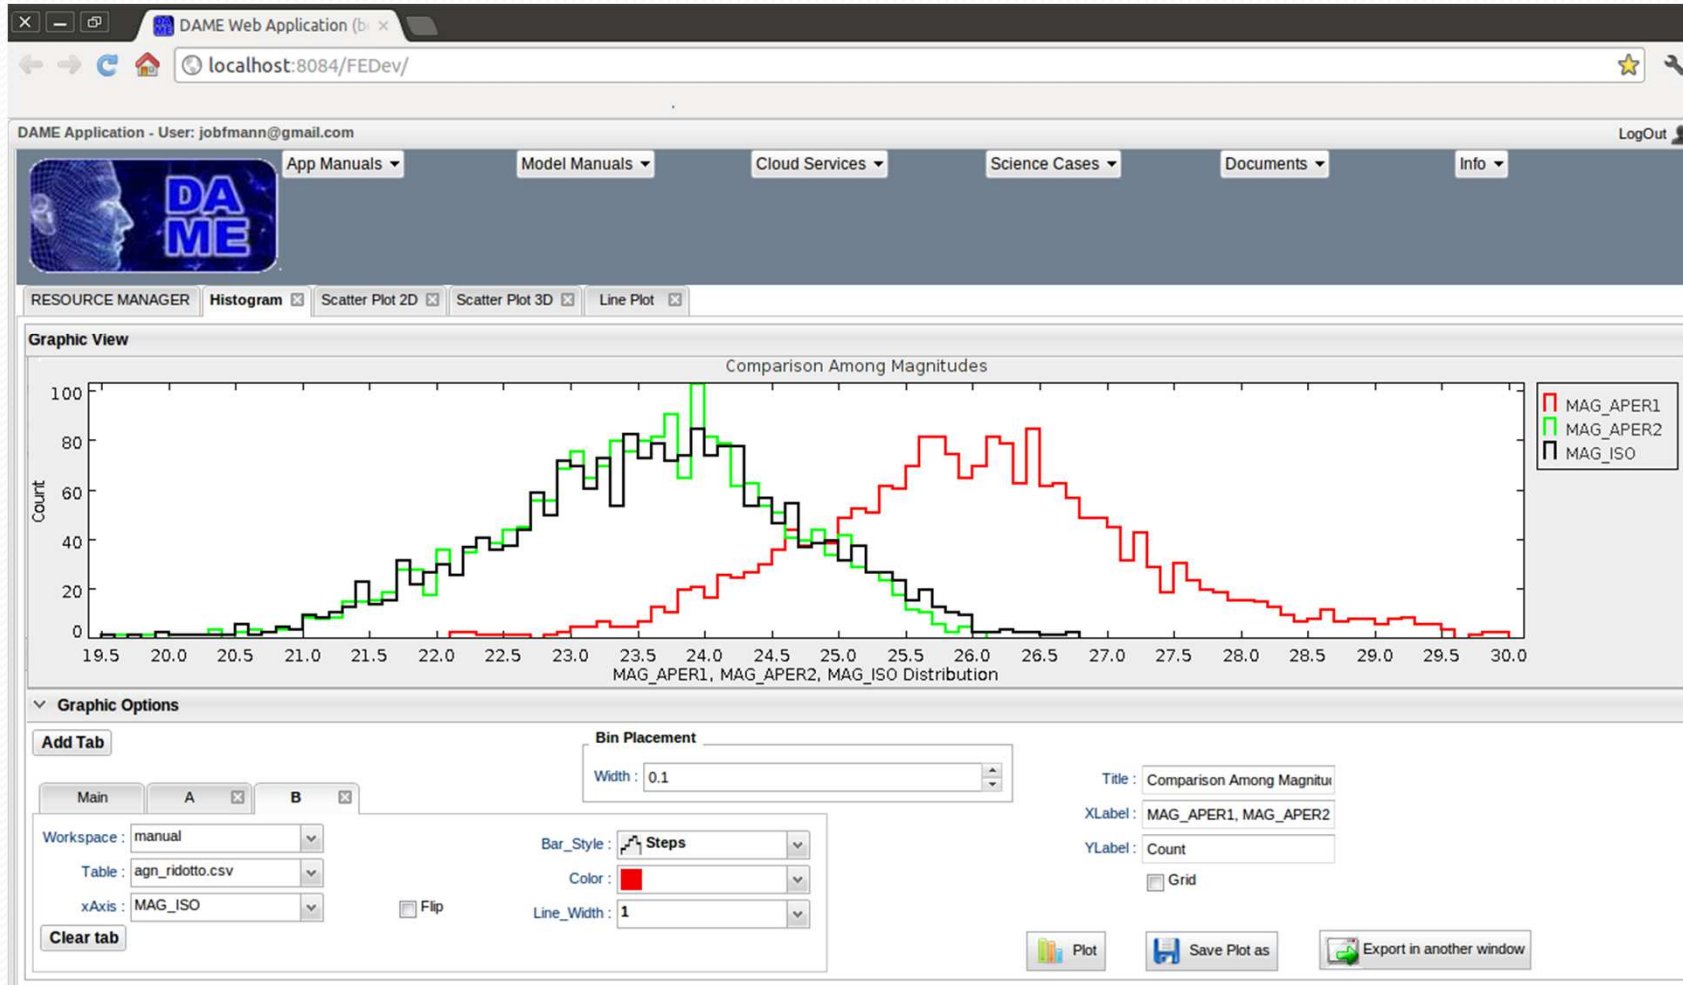 DAME Web Application (b
localhost:8084/FEDev/
DAME Application - User: jobfmann@gmail.com
LogOut
DA
ME
App Manuals
Model Manuals
Cloud Services
Science Cases
Documents
Info
RESOURCE MANAGER
Histogram
Scatter Plot 2D
Scatter Plot 3D
Line Plot
Graphic View
Comparison Among Magnitudes
100
80
60
40
20
0
Count
MAG_APER1
MAG_APER2
MAG_ISO
19.5 20.0 20.5 21.0 21.5 22.0 22.5 23.0 23.5 24.0 24.5 25.0 25.5 26.0 26.5 27.0 27.5 28.0 28.5 29.0 29.5 30.0
MAG_APER1, MAG_APER2, MAG_ISO Distribution
Graphic Options
Add Tab
Bin Placement
Width : 0.1
Main
A
B
Workspace : manual
Table : agn_ridotto.csv
xAxis : MAG_ISO
Flip
Clear tab
Bar_Style : Steps
Color :
Line_Width : 1
Title : Comparison Among Magnitu
XLabel : MAG_APER1, MAG_APER2
YLabel : Count
Grid
Plot
Save Plot as
Export in another window